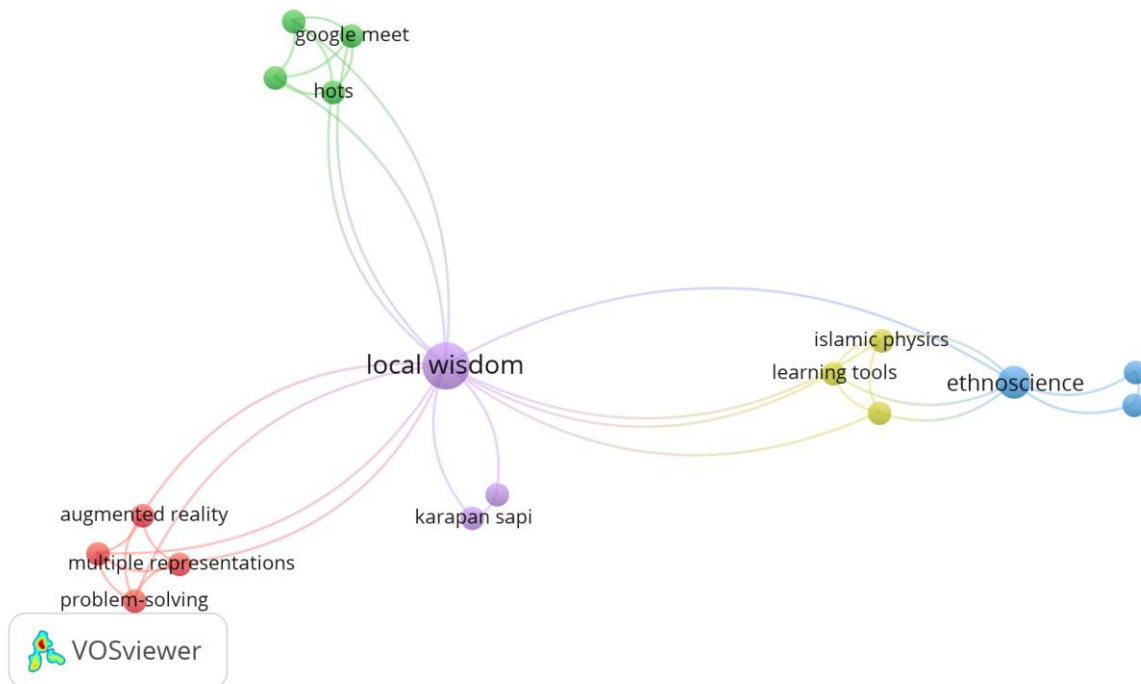 google meet
hots
islamic physics
local wisdom
learning tools
ethnoscience
augmented reality
karapan sapi
multiple representations
problem-solving
VOSviewer